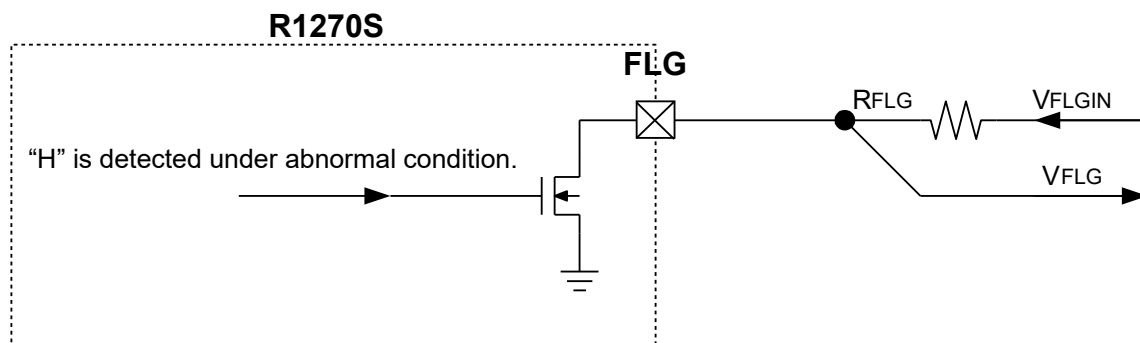 R1270S
FLG
RFLG
VFLGIN
“H” is detected under abnormal condition.
VFLG